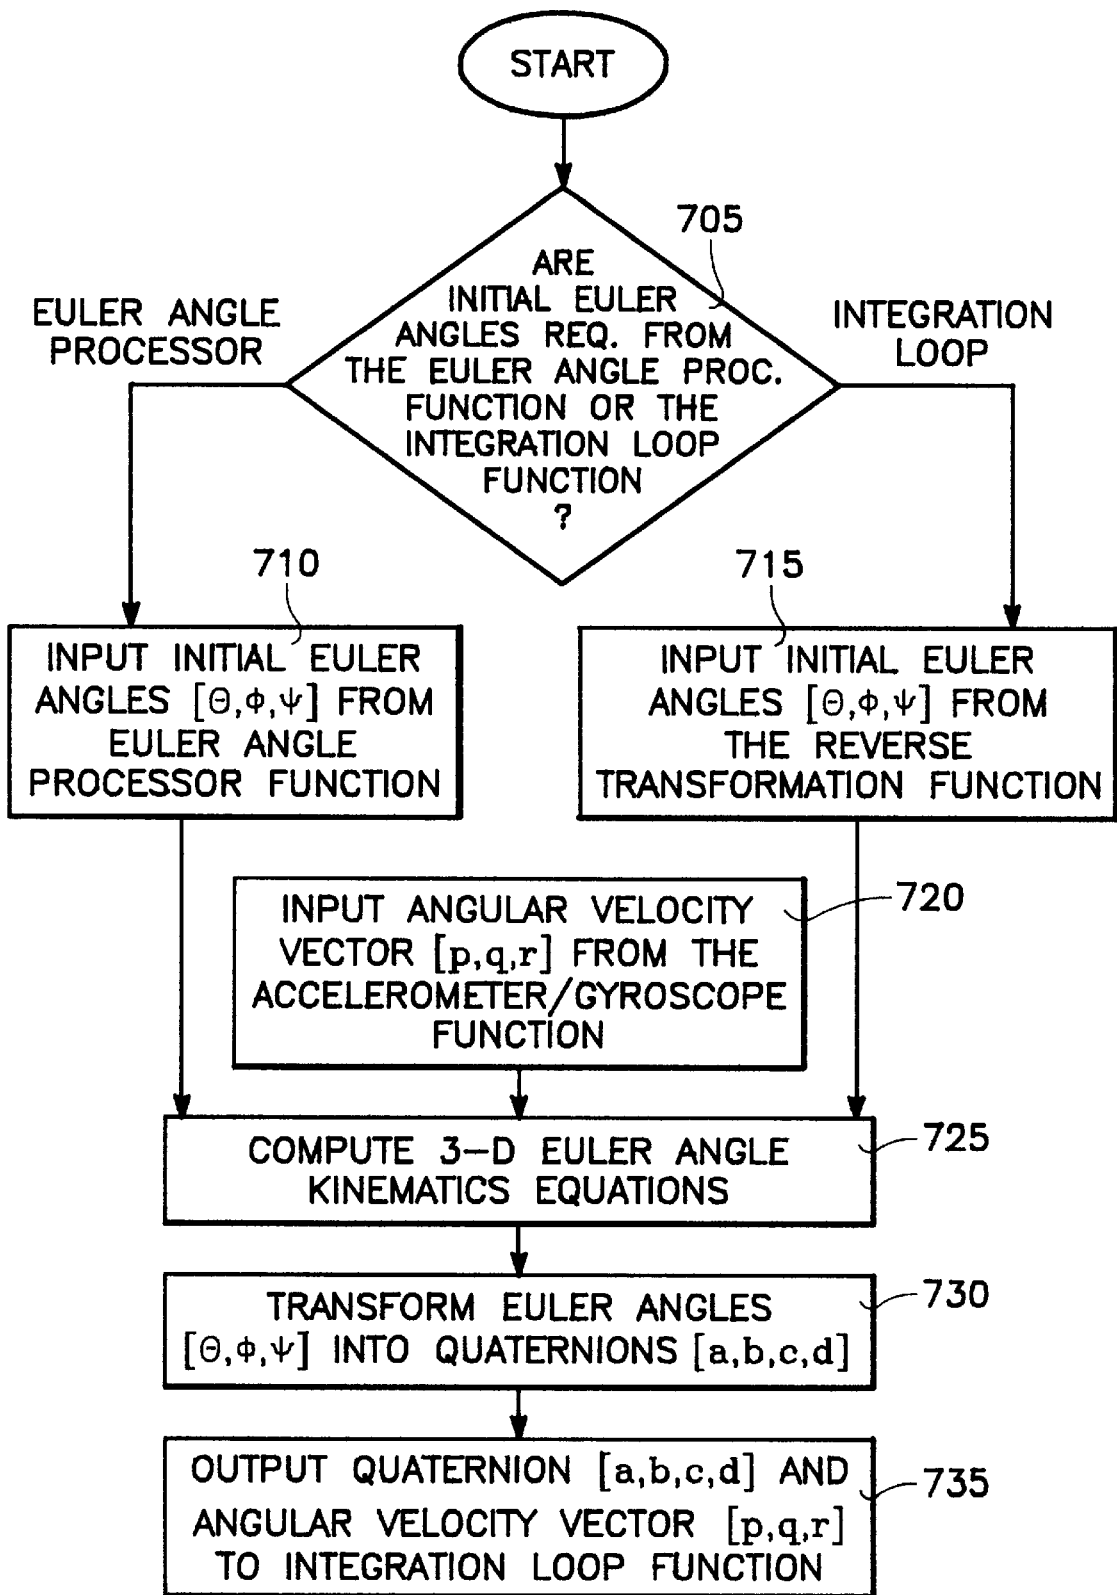 START
705
ARE
INITIAL EULER
ANGLES REQ. FROM
THE EULER ANGLE PROC.
FUNCTION OR THE
INTEGRATION LOOP
FUNCTION
?
EULER ANGLE
PROCESSOR
INTEGRATION
LOOP
710
INPUT INITIAL EULER
ANGLES [Θ,Φ,Ψ] FROM
EULER ANGLE
PROCESSOR FUNCTION
715
INPUT INITIAL EULER
ANGLES [Θ,Φ,Ψ] FROM
THE REVERSE
TRANSFORMATION FUNCTION
720
INPUT ANGULAR VELOCITY
VECTOR [p,q,r] FROM THE
ACCELEROMETER/GYROSCOPE
FUNCTION
725
COMPUTE 3-D EULER ANGLE
KINEMATICS EQUATIONS
730
TRANSFORM EULER ANGLES
[Θ,Φ,Ψ] INTO QUATERNIONS [a,b,c,d]
735
OUTPUT QUATERNION [a,b,c,d] AND
ANGULAR VELOCITY VECTOR [p,q,r]
TO INTEGRATION LOOP FUNCTION